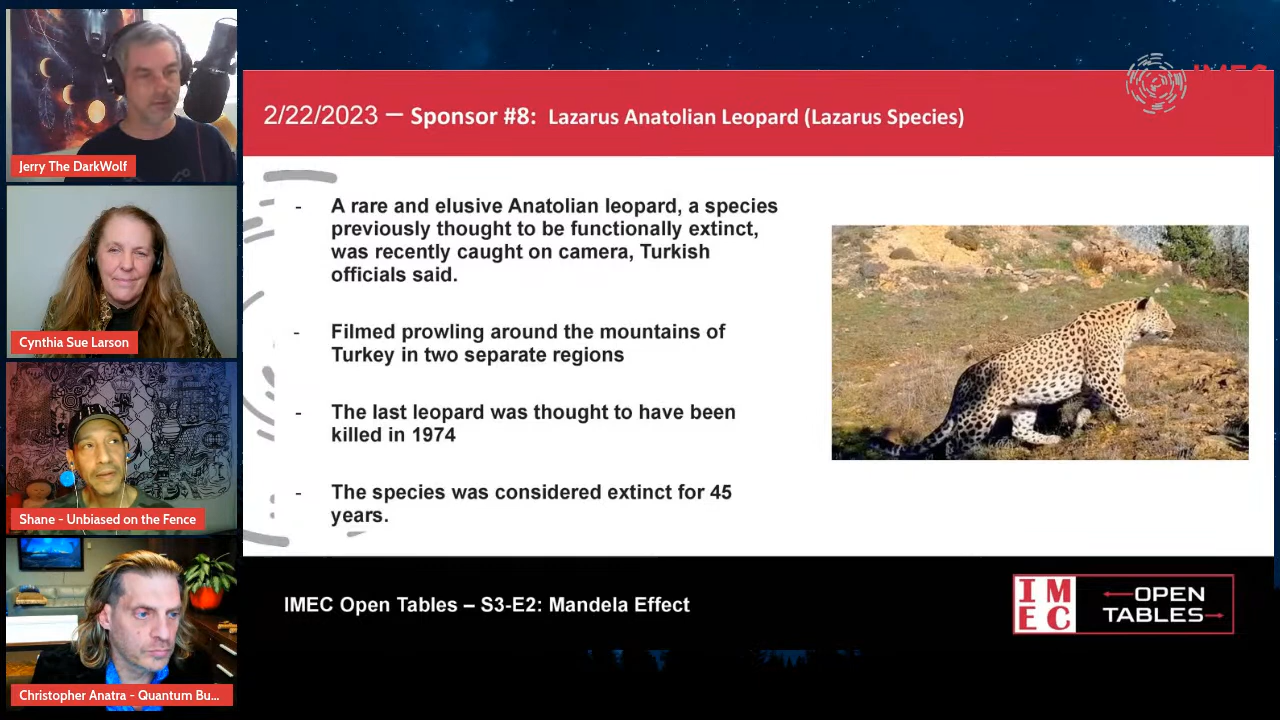 Jerry The DarkWolf
Cynthia Sue Larson
Shane - Unbiased on the Fence
Christopher Anatra - Quantum Bu...
IMEC
2/22/2023 – Sponsor #8: Lazarus Anatolian Leopard (Lazarus Species)
- A rare and elusive Anatolian leopard, a species
previously thought to be functionally extinct,
was recently caught on camera, Turkish
officials said.
- Filmed prowling around the mountains of
Turkey in two separate regions
- The last leopard was thought to have been
killed in 1974
- The species was considered extinct for 45
years.
IMEC Open Tables – S3-E2: Mandela Effect
IM
EC
OPEN
TABLES